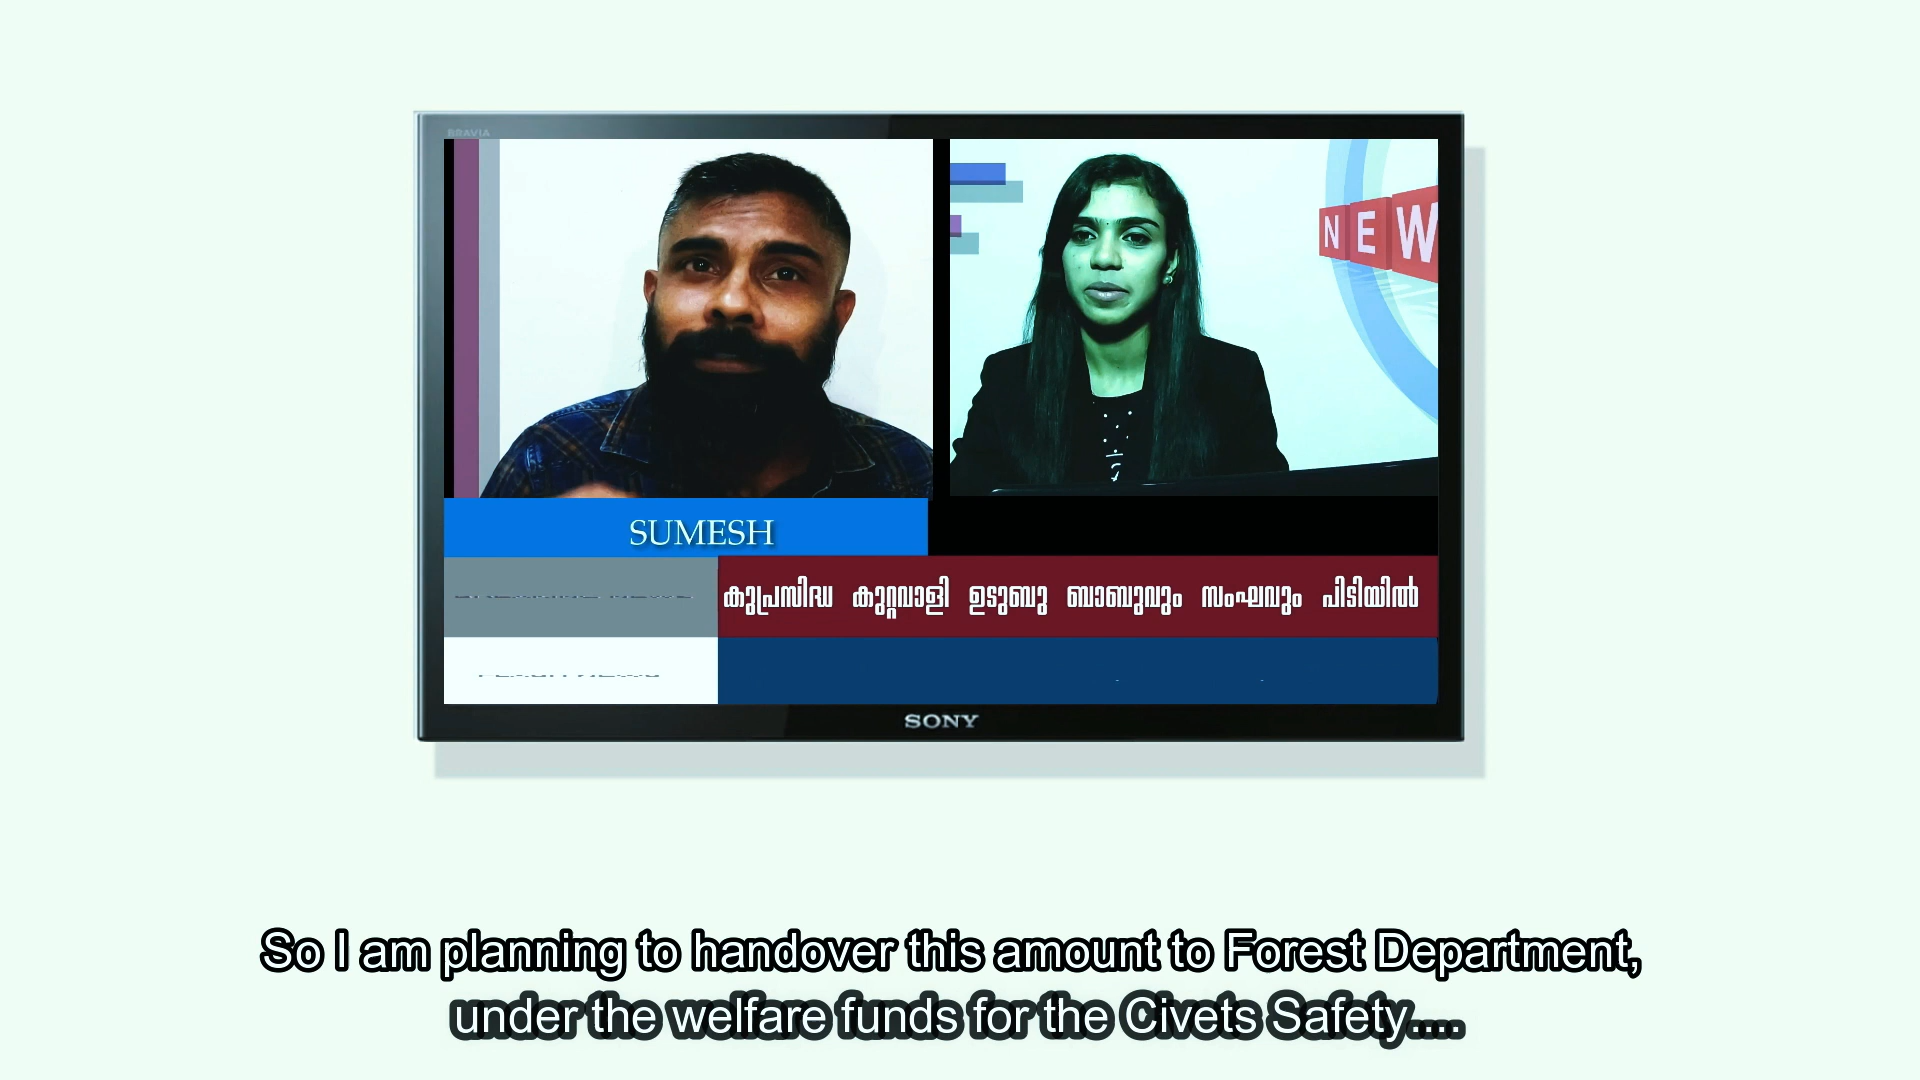 BRAVIA
NEW
SUMESH
കുപ്രസിദ്ധ കുറ്റവാളി ഉടുബു ബാബുവും സംഘവും പിടിയിൽ
SONY
So I am planning to handover this amount to Forest Department,
under the welfare funds for the Civets Safety....